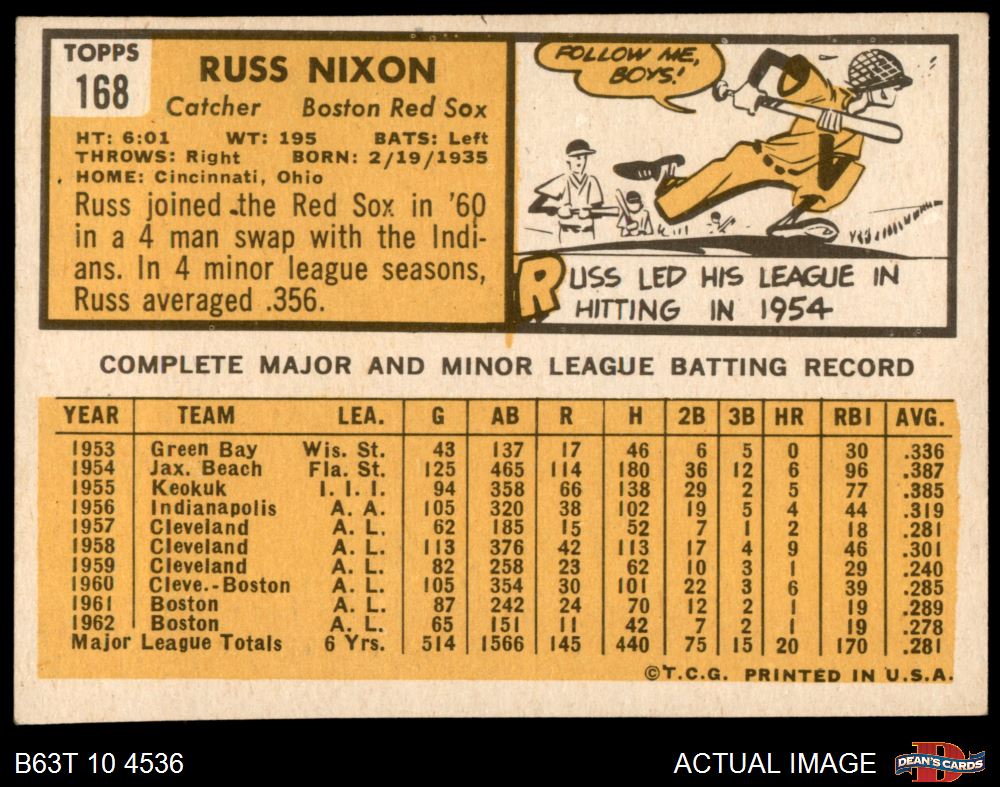 TOPPS
168
RUSS NIXON
Catcher Boston Red Sox
HT: 6:01 WT: 195 BATS: Left
THROWS: Right BORN: 2/19/1935
HOME: Cincinnati, Ohio
Russ joined the Red Sox in '60
in a 4 man swap with the Indi-
ans. In 4 minor league seasons,
Russ averaged .356.
FOLLOW ME,
BOYS!
RUSS LED HIS LEAGUE IN
HITTING IN 1954
COMPLETE MAJOR AND MINOR LEAGUE BATTING RECORD
YEAR TEAM LEA. G AB R H 2B 3B HR RBI AVG.
1953 Green Bay Wis. St. 43 137 17 46 6 5 0 30 .336
1954 Jax. Beach Fla. St. 125 465 114 180 36 12 6 96 .387
1955 Keokuk I. I. I. 94 358 66 138 29 2 5 77 .385
1956 Indianapolis A. A. 105 320 38 102 19 5 4 44 .319
1957 Cleveland A. L. 62 185 15 52 7 1 2 18 .281
1958 Cleveland A. L. 113 376 42 113 17 4 9 46 .301
1959 Cleveland A. L. 82 258 23 62 10 3 1 29 .240
1960 Cleve.-Boston A. L. 105 354 30 101 22 3 6 39 .285
1961 Boston A. L. 87 242 24 70 12 2 1 19 .289
1962 Boston A. L. 65 151 11 42 7 2 1 19 .278
Major League Totals 6 Yrs. 514 1566 145 440 75 15 20 170 .281
©T.C.G. PRINTED IN U.S.A.
B63T 10 4536
ACTUAL IMAGE
DEAN'S CARDS